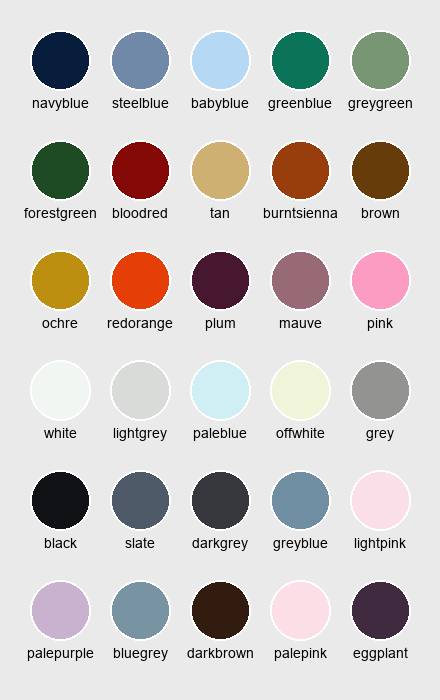 navyblue steelblue babyblue greenblue greygreen
forestgreen bloodred tan burntsienna brown
ochre redorange plum mauve pink
white lightgrey paleblue offwhite grey
black slate darkgrey greyblue lightpink
palepurple bluegrey darkbrown palepink eggplant